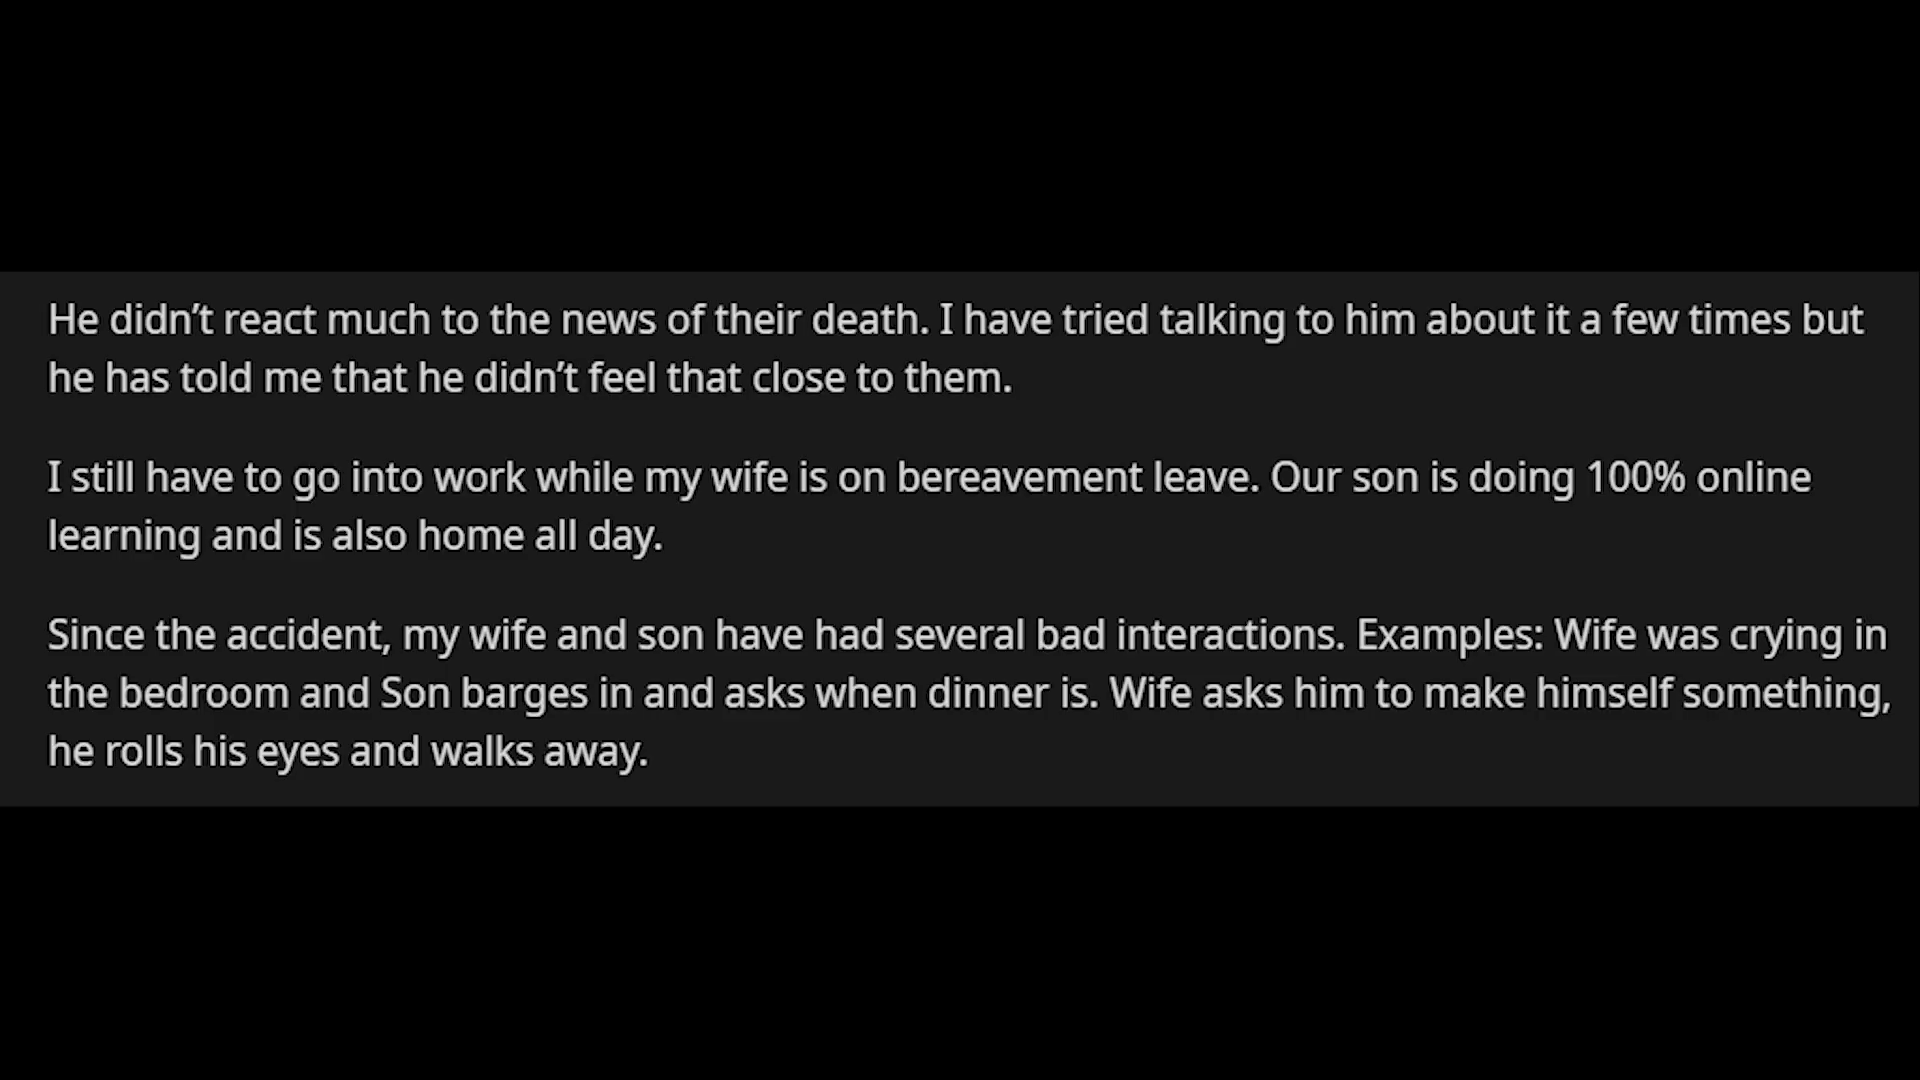 He didn’t react much to the news of their death. I have tried talking to him about it a few times but
he has told me that he didn’t feel that close to them.
I still have to go into work while my wife is on bereavement leave. Our son is doing 100% online
learning and is also home all day.
Since the accident, my wife and son have had several bad interactions. Examples: Wife was crying in
the bedroom and Son barges in and asks when dinner is. Wife asks him to make himself something,
he rolls his eyes and walks away.